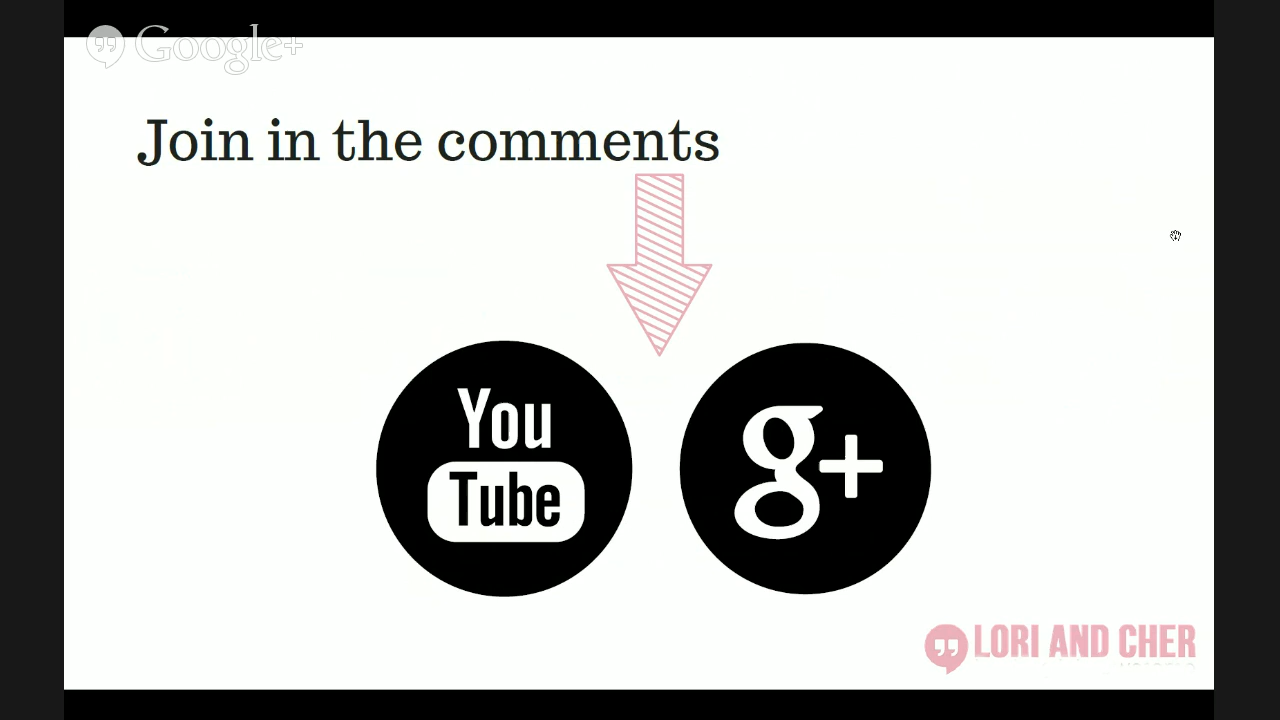 Google+
Join in the comments
You
Tube
g+
LORI AND CHER